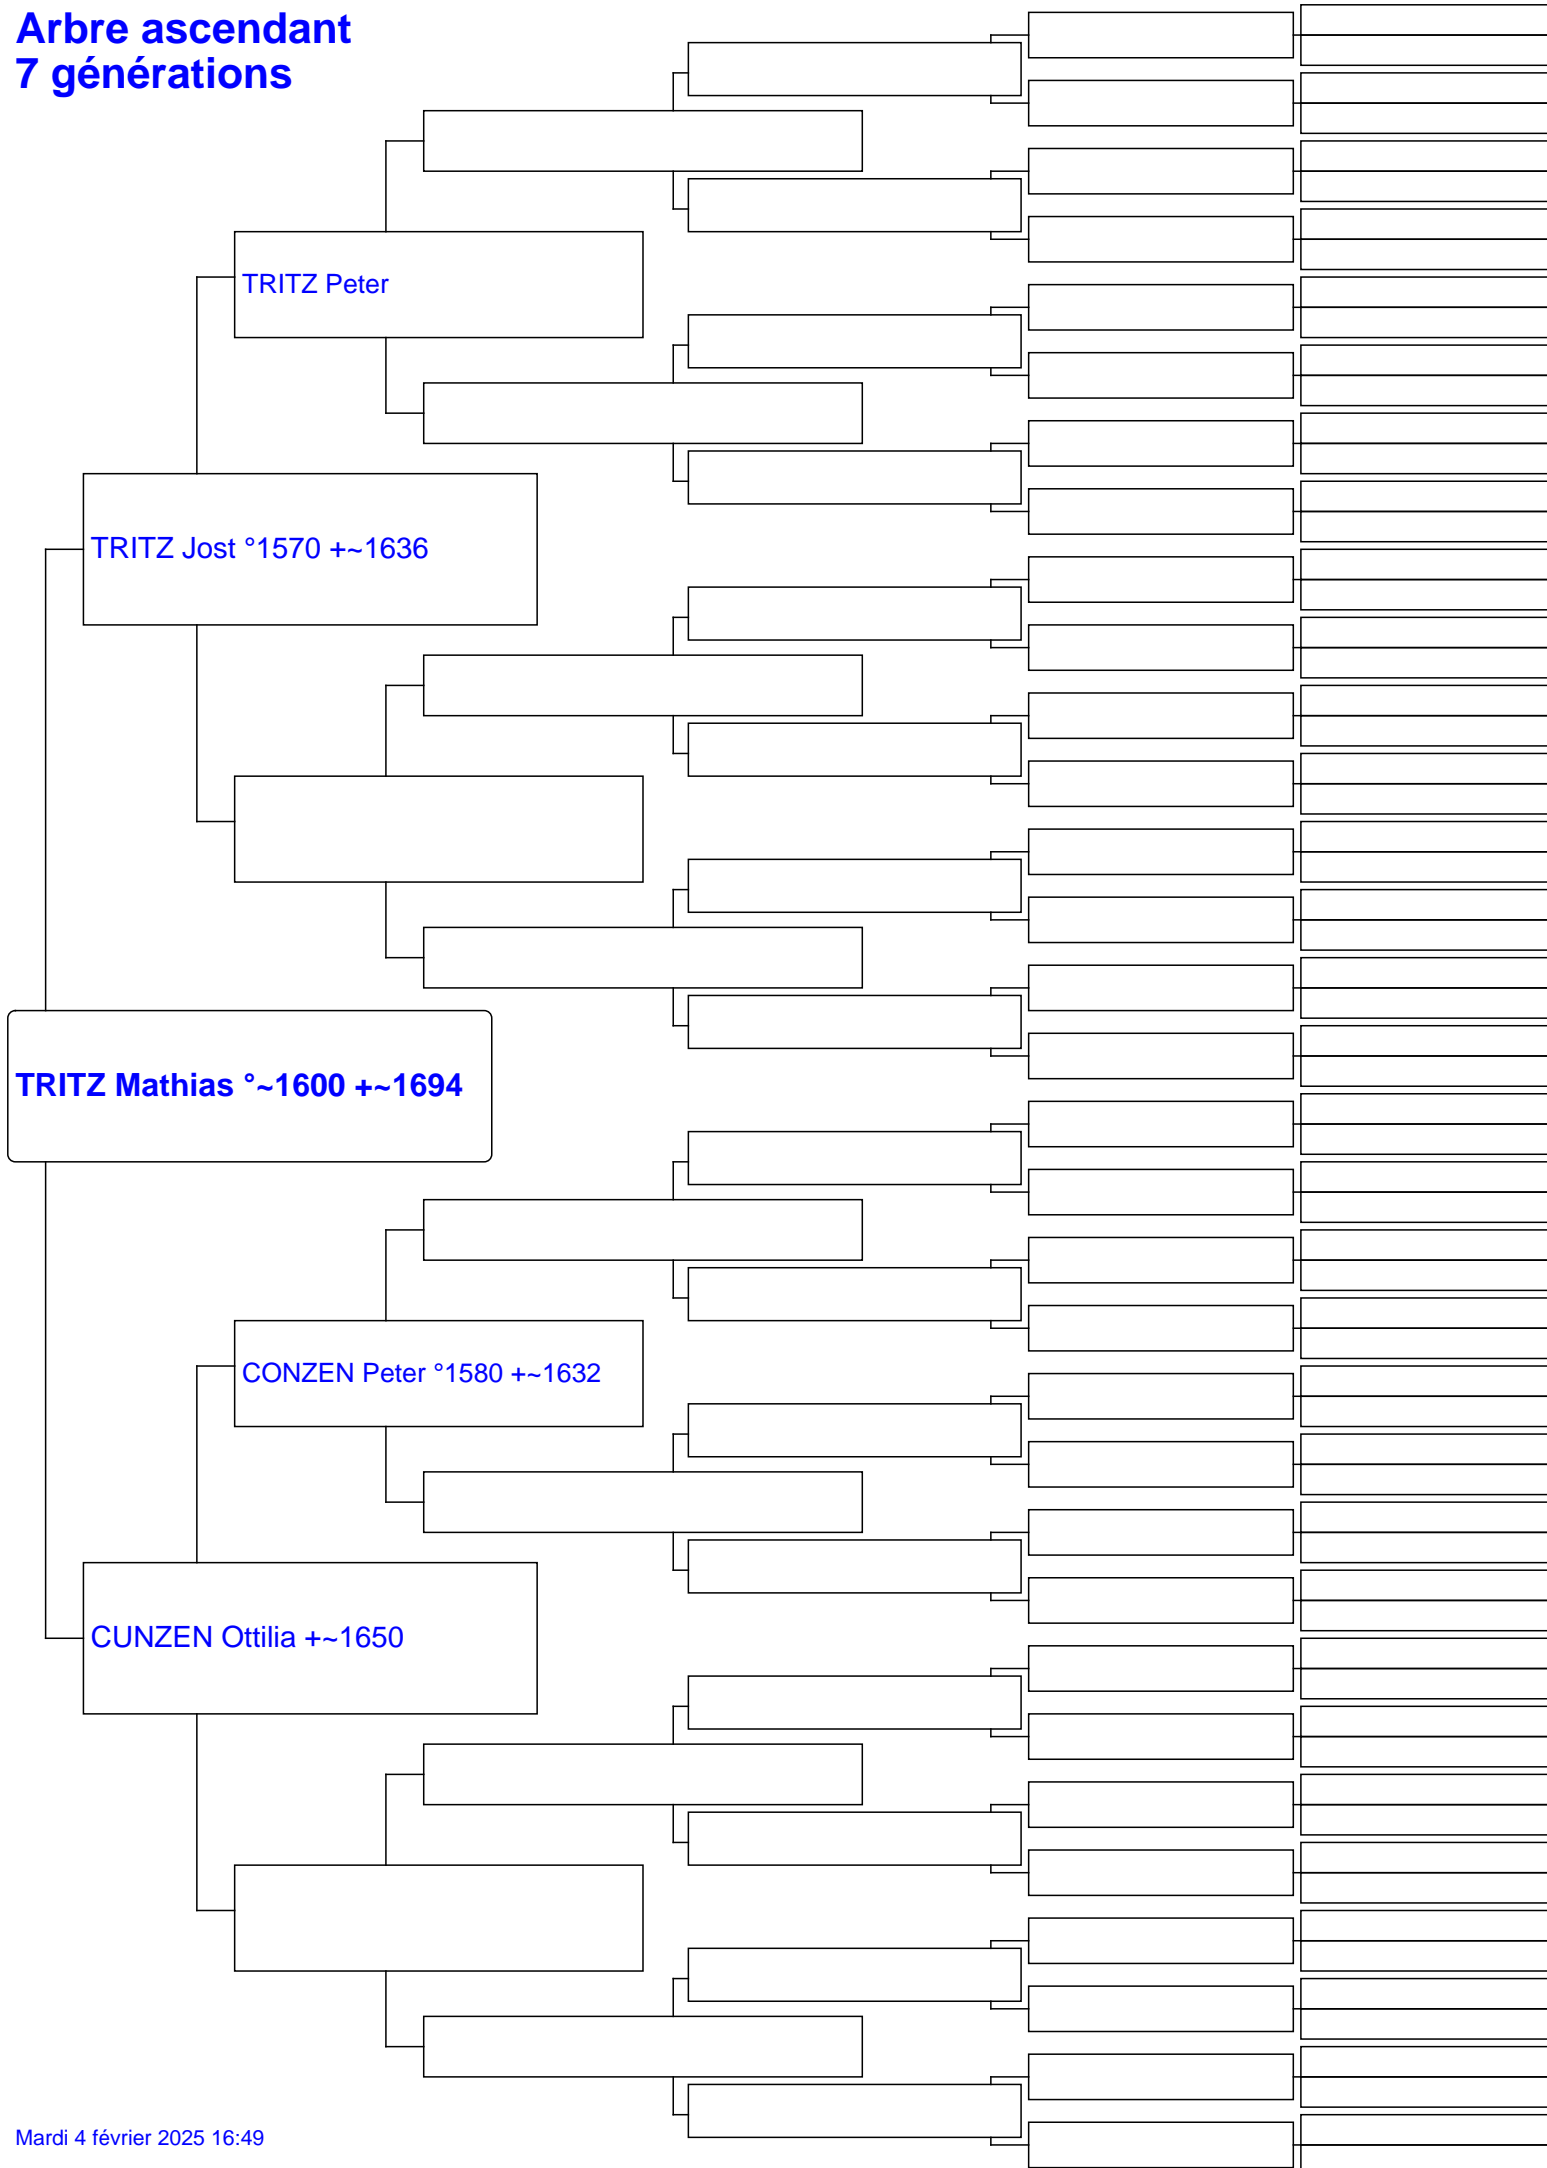 Arbre ascendant
7 générations
TRITZ Peter
TRITZ Jost °1570 +~1636
TRITZ Mathias °~1600 +~1694
CONZEN Peter °1580 +~1632
CUNZEN Ottilia +~1650
Mardi 4 février 2025 16:49